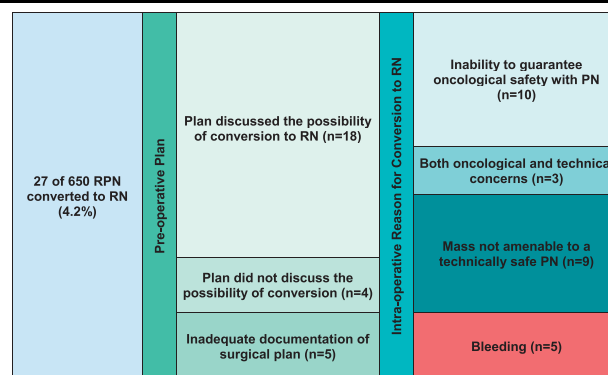 27 of 650 RPN
converted to RN
(4.2%)
Pre-operative Plan
Plan discussed the possibility
of conversion to RN (n=18)
Plan did not discuss the
possibility of conversion (n=4)
Inadequate documentation of
surgical plan (n=5)
Intra-operative Reason for Conversion to RN
Inability to guarantee
oncological safety with PN
(n=10)
Both oncological and technica
concerns (n=3)
Mass not amenable to a
technically safe PN (n=9)
Bleeding (n=5)